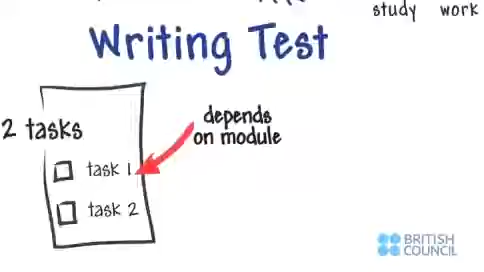 study work
Writing Test
2 tasks
depends
on module
task 1
task 2
BRITISH
COUNCIL